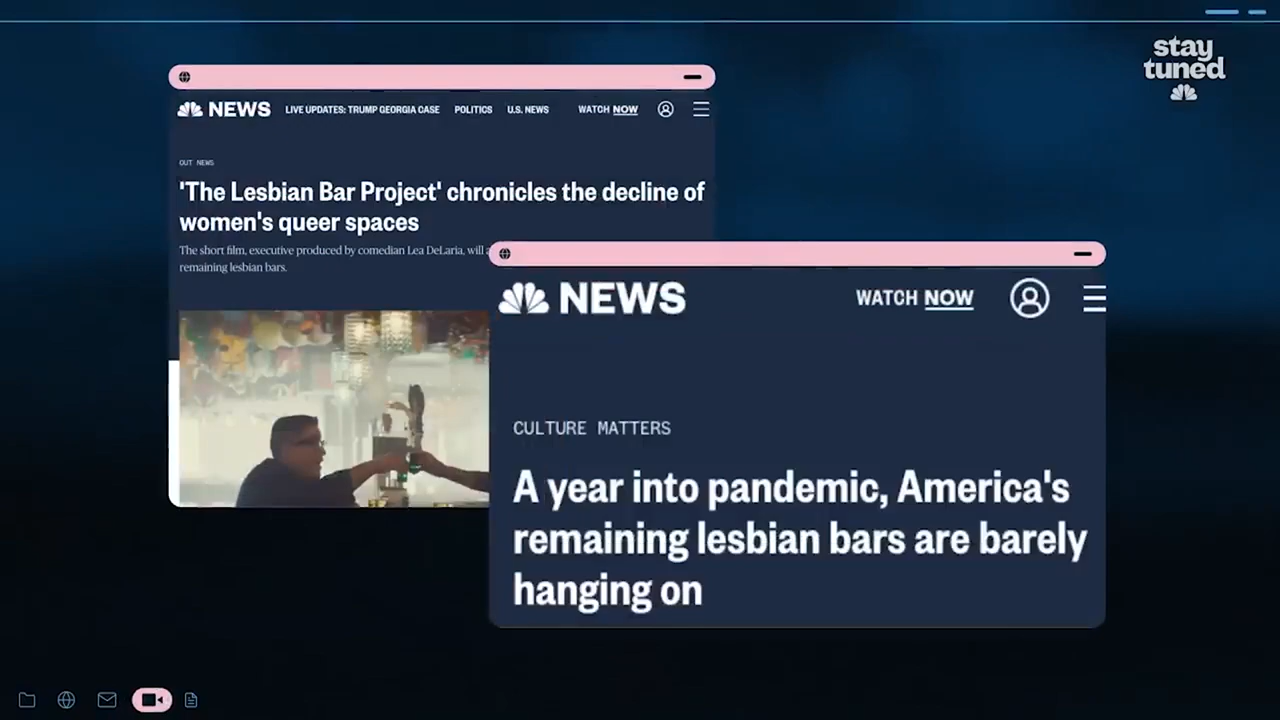 stay
tuned
NEWS
LIVE UPDATES: TRUMP GEORGIA CASE
POLITICS
U.S. NEWS
WATCH NOW
OUT NEWS
'The Lesbian Bar Project' chronicles the decline of
women's queer spaces
The short film, executive produced by comedian Lea DeLaria, will
remaining lesbian bars.
NEWS
WATCH NOW
CULTURE MATTERS
A year into pandemic, America's
remaining lesbian bars are barely
hanging on